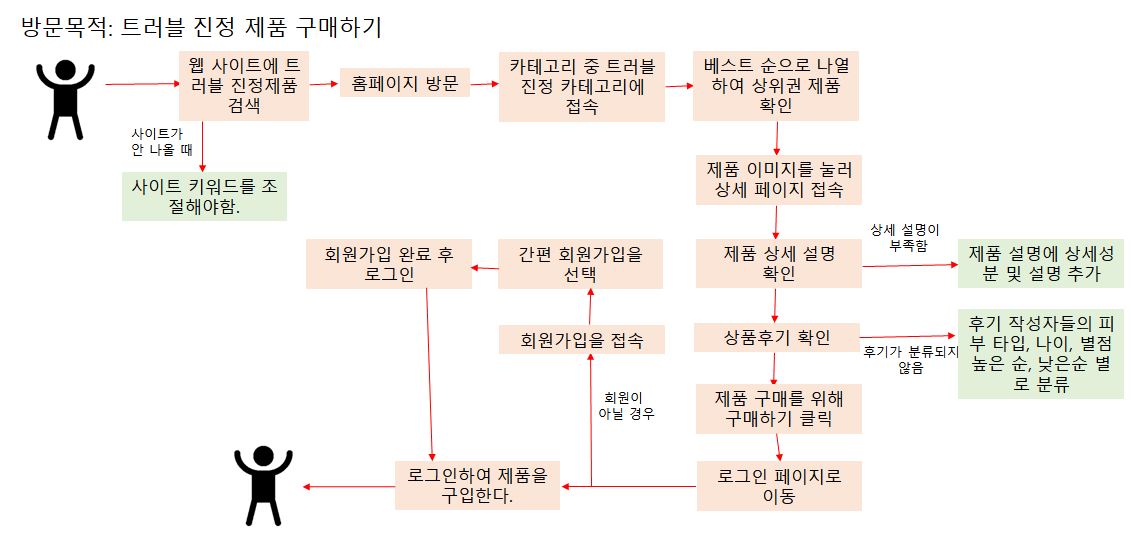 방문목적: 트러블 진정 제품 구매하기
웹 사이트에 트
러블 진정제품
검색
홈페이지 방문
카테고리 중 트러블
진정 카테고리에
접속
베스트 순으로 나열
하여 상위권 제품
확인
사이트가
안 나올 때
사이트 키워드를 조
절해야함.
제품 이미지를 눌러
상세 페이지 접속
제품 상세 설명
확인
상세 설명이
부족함
제품 설명에 상세성
분 및 설명 추가
상품후기 확인
후기가 분류되지
않음
후기 작성자들의 피
부 타입, 나이, 별점
높은 순, 낮은순 별
로 분류
제품 구매를 위해
구매하기 클릭
로그인 페이지로
이동
회원이
아닐 경우
회원가입을 접속
간편 회원가입을
선택
회원가입 완료 후
로그인
로그인하여 제품을
구입한다.